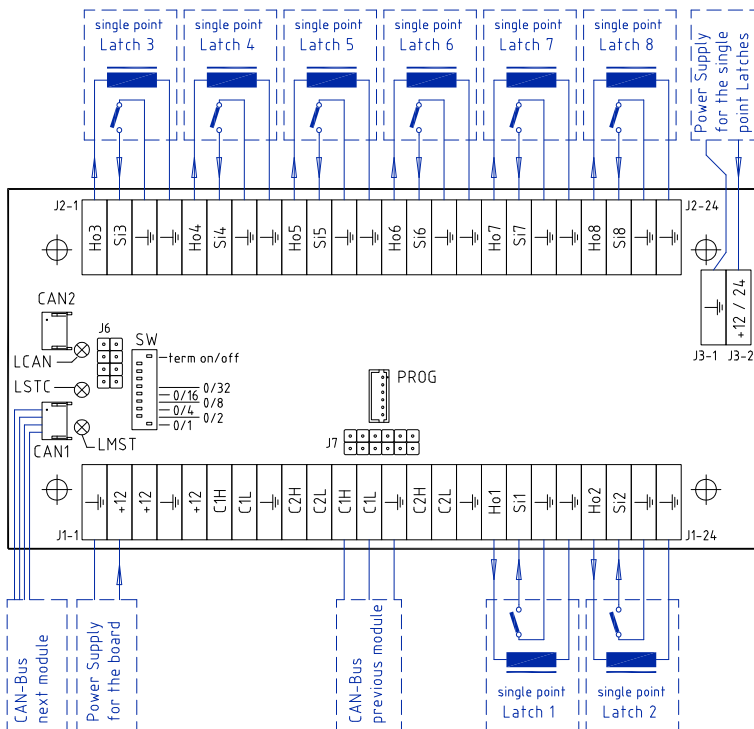 single point
Latch 3
single point
Latch 4
single point
Latch 5
single point
Latch 6
single point
Latch 7
single point
Latch 8
Power Supply
for the single
point Latches
J2-1
J2-24
Ho3
Si3
Ho4
Si4
Ho5
Si5
Ho6
Si6
Ho7
Si7
Ho8
Si8
+12 / 24
J3-1
J3-2
CAN2
J6
SW
LCAN
LSTC
CAN1
LMST
term on/off
0/32
0/16
0/8
0/4
0/2
0/1
PROG
J7
+12
+12
+12
C1H
C1L
C2H
C2L
C1H
C1L
C2H
C2L
Ho1
Si1
Ho2
Si2
J1-1
J1-24
CAN-Bus
next module
Power Supply
for the board
CAN-Bus
previous module
single point
Latch 1
single point
Latch 2